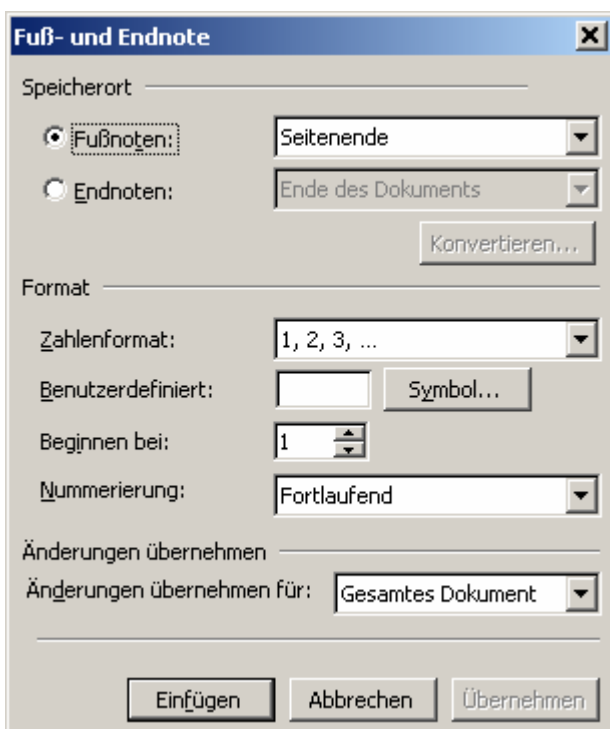 Fuß- und Endnote
Speicherort
Fußnoten: Seitenende
Endnoten: Ende des Dokuments
Konvertieren...
Format
Zahlenformat: 1, 2, 3, ...
Benutzerdefiniert: Symbol...
Beginnen bei: 1
Nummerierung: Fortlaufend
Änderungen übernehmen
Änderungen übernehmen für: Gesamtes Dokument
Einfügen Abbrechen Übernehmen